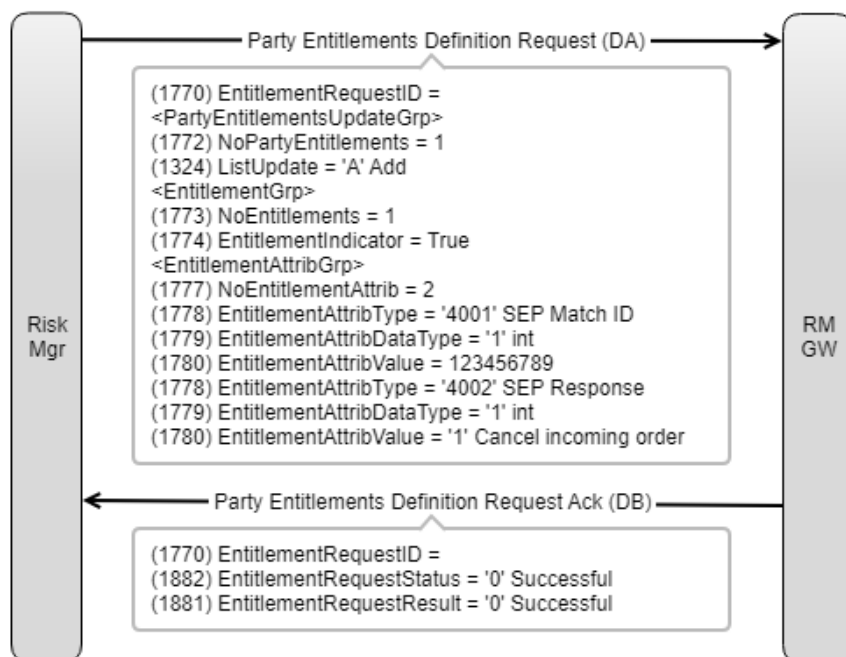 Party Entitlements Definition Request (DA)
(1770) EntitlementRequestID =
<PartyEntitlementsUpdateGrp>
(1772) NoPartyEntitlements = 1
(1324) ListUpdate = 'A' Add
<EntitlementGrp>
(1773) NoEntitlements = 1
(1774) EntitlementIndicator = True
<EntitlementAttribGrp>
(1777) NoEntitlementAttrib = 2
(1778) EntitlementAttribType = '4001' SEP Match ID
(1779) EntitlementAttribDataType = '1' int
(1780) EntitlementAttribValue = 123456789
(1778) EntitlementAttribType = '4002' SEP Response
(1779) EntitlementAttribDataType = '1' int
(1780) EntitlementAttribValue = '1' Cancel incoming order
Risk
Mgr
RM
GW
Party Entitlements Definition Request Ack (DB)
(1770) EntitlementRequestID =
(1882) EntitlementRequestStatus = '0' Successful
(1881) EntitlementRequestResult = '0' Successful